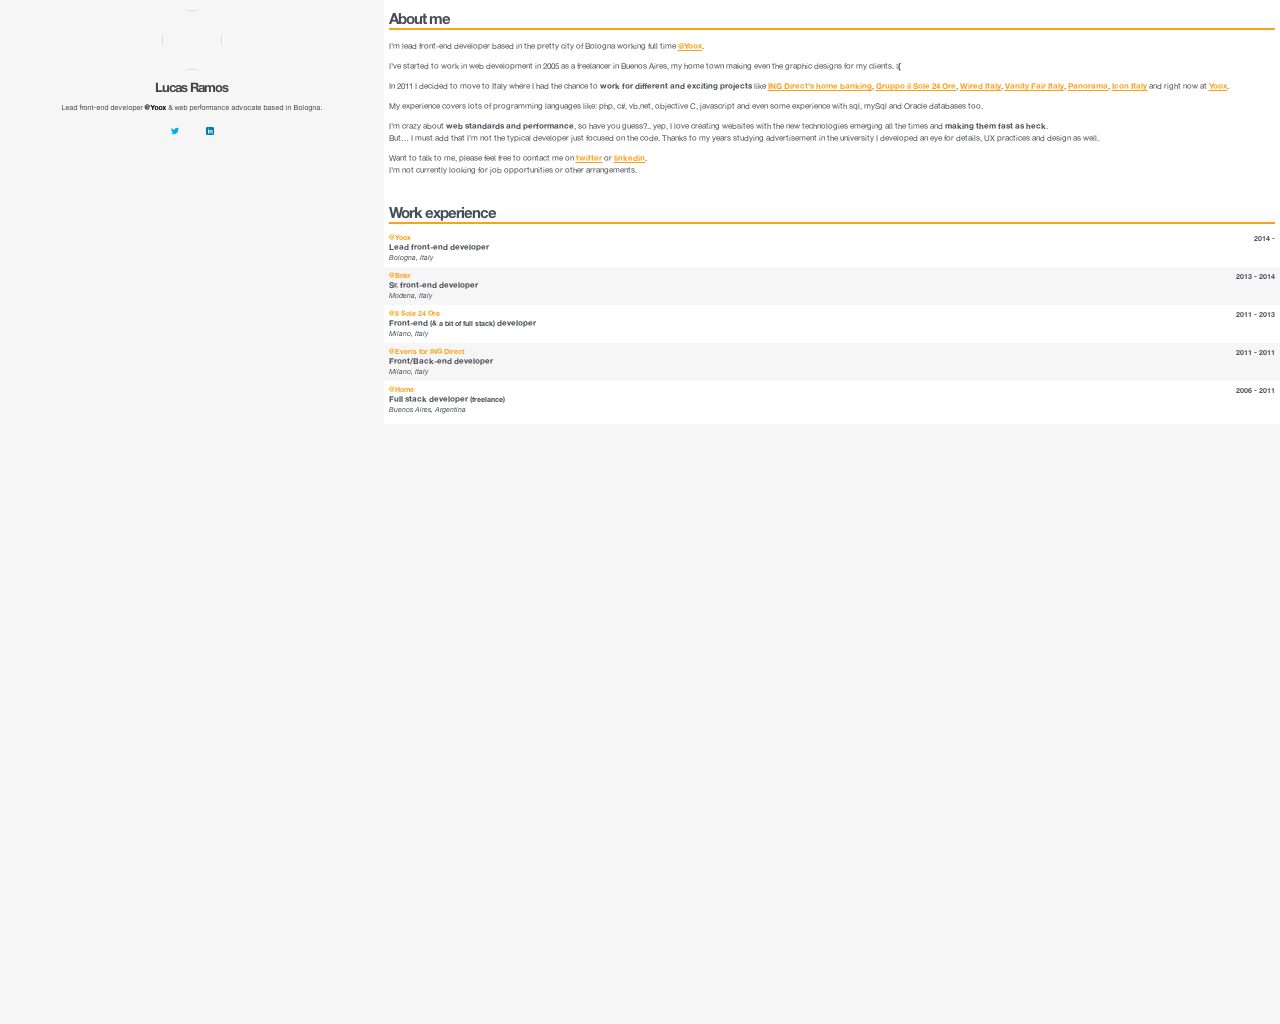 Lucas Ramos
Lead front-end developer @Yoox & web performance advocate based in Bologna.
About me
I'm lead front-end developer based in the pretty city of Bologna working full time @Yoox.
I've started to work in web development in 2005 as a freelancer in Buenos Aires, my home town making even the graphic designs for my clients. :(
In 2011 I decided to move to Italy where I had the chance to work for different and exciting projects like ING Direct's home banking, Gruppo il Sole 24 Ore, Wired Italy, Vanity Fair Italy, Panorama, Icon Italy and right now at Yoox.
My experience covers lots of programming languages like: php, c#, vb.net, objective C, javascript and even some experience with sql, mySql and Oracle databases too.
I'm crazy about web standards and performance, so have you guess?.. yep, I love creating websites with the new technologies emerging all the times and making them fast as heck.
But… I must add that I'm not the typical developer just focused on the code. Thanks to my years studying advertisement in the university I developed an eye for details, UX practices and design as well.
Want to talk to me, please feel free to contact me on twitter or linkedin.
I'm not currently looking for job opportunities or other arrangements.
Work experience
@Yoox
2014 -
Lead front-end developer
Bologna, Italy
@Bnkr
2013 - 2014
Sr. front-end developer
Modena, Italy
@Il Sole 24 Ore
2011 - 2013
Front-end (& a bit of full stack) developer
Milano, Italy
@Everis for ING Direct
2011 - 2011
Front/Back-end developer
Milano, Italy
@Home
2006 - 2011
Full stack developer (freelance)
Buenos Aires, Argentina